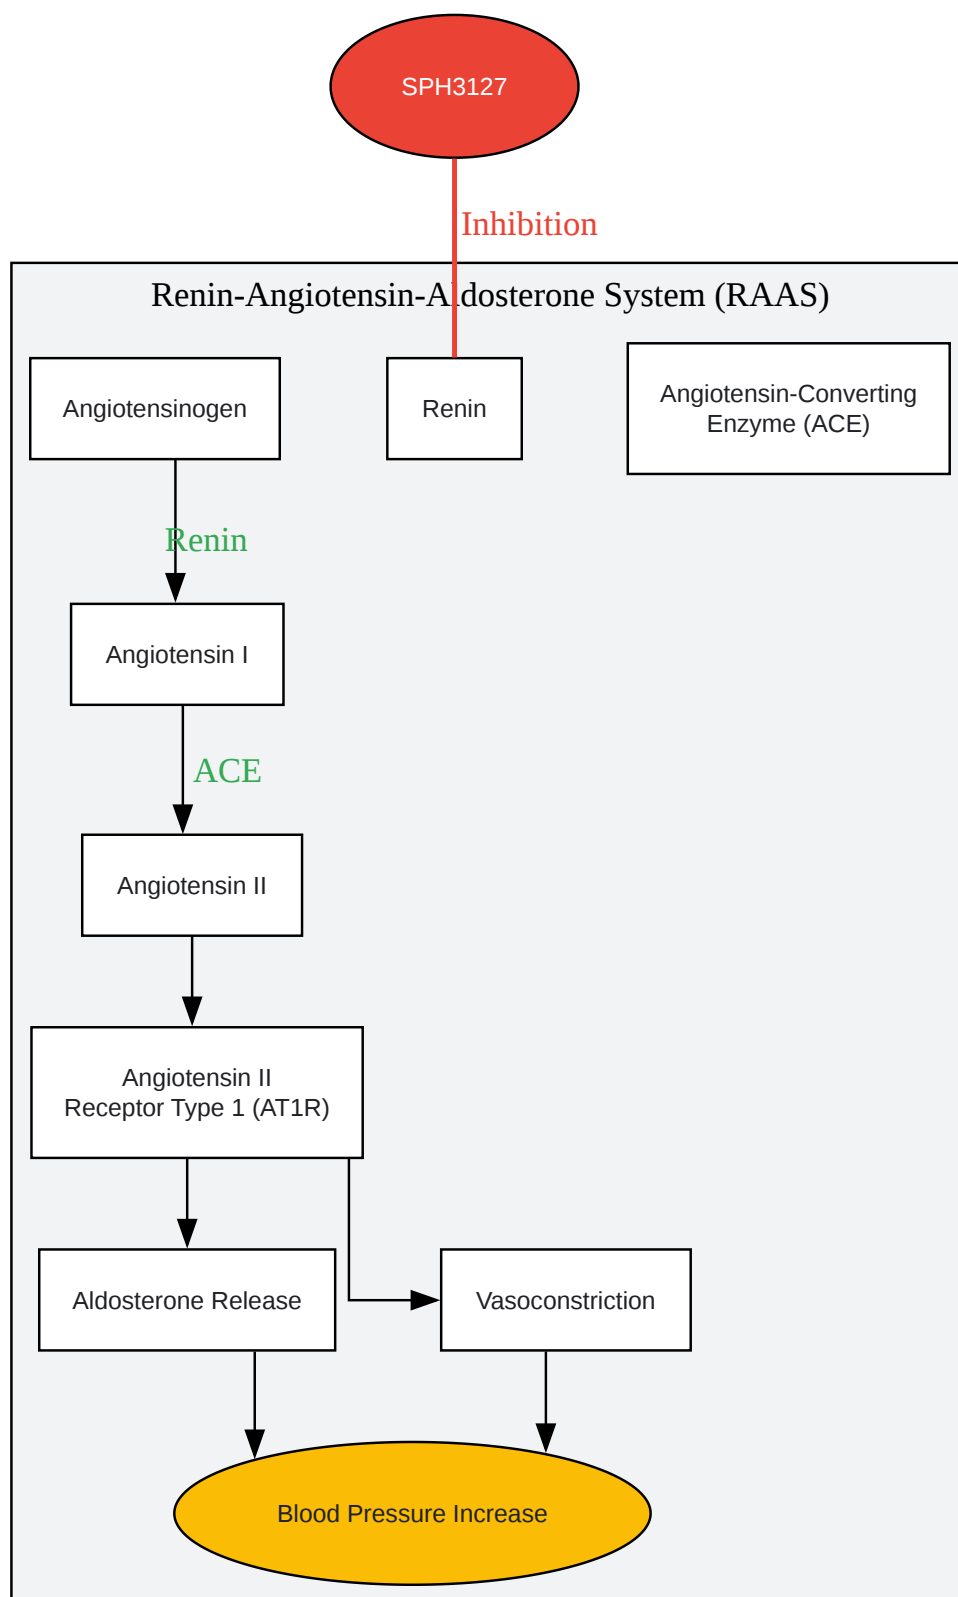 SPH3127
Inhibition
Renin-Angiotensin-Aldosterone System (RAAS)
Angiotensinogen
Renin
Angiotensin-Converting
Enzyme (ACE)
Renin
Angiotensin I
ACE
Angiotensin II
Angiotensin II
Receptor Type 1 (AT1R)
Aldosterone Release
Vasoconstriction
Blood Pressure Increase